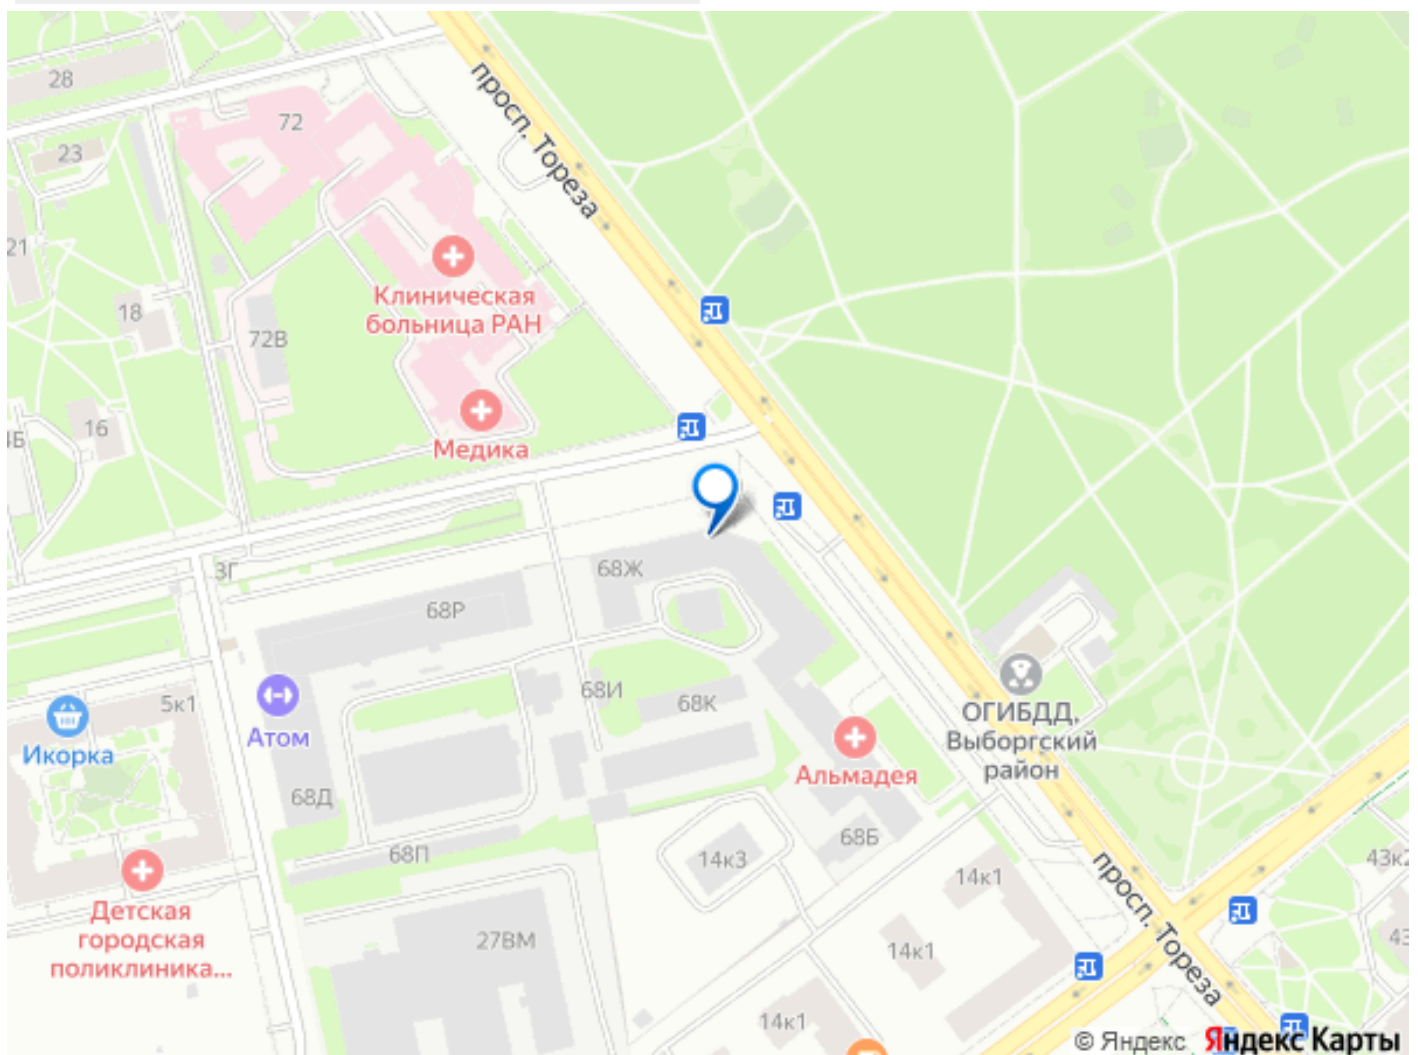 28
просп. Тореза
72
23
21
Клиническая
больница РАН
18
72В
16
4Б
Медика
3Г
68Ж
68Р
5к1
68И
68К
Атом
Икорка
ОГИБДД,
Выборгский
район
Альмадея
68Д
68Б
68П
14к3
43к2
14к1
просп. Тореза
Детская
городская
поликлиника...
27ВМ
14к1
43
14к1
© Яндекс Яндекс Карты